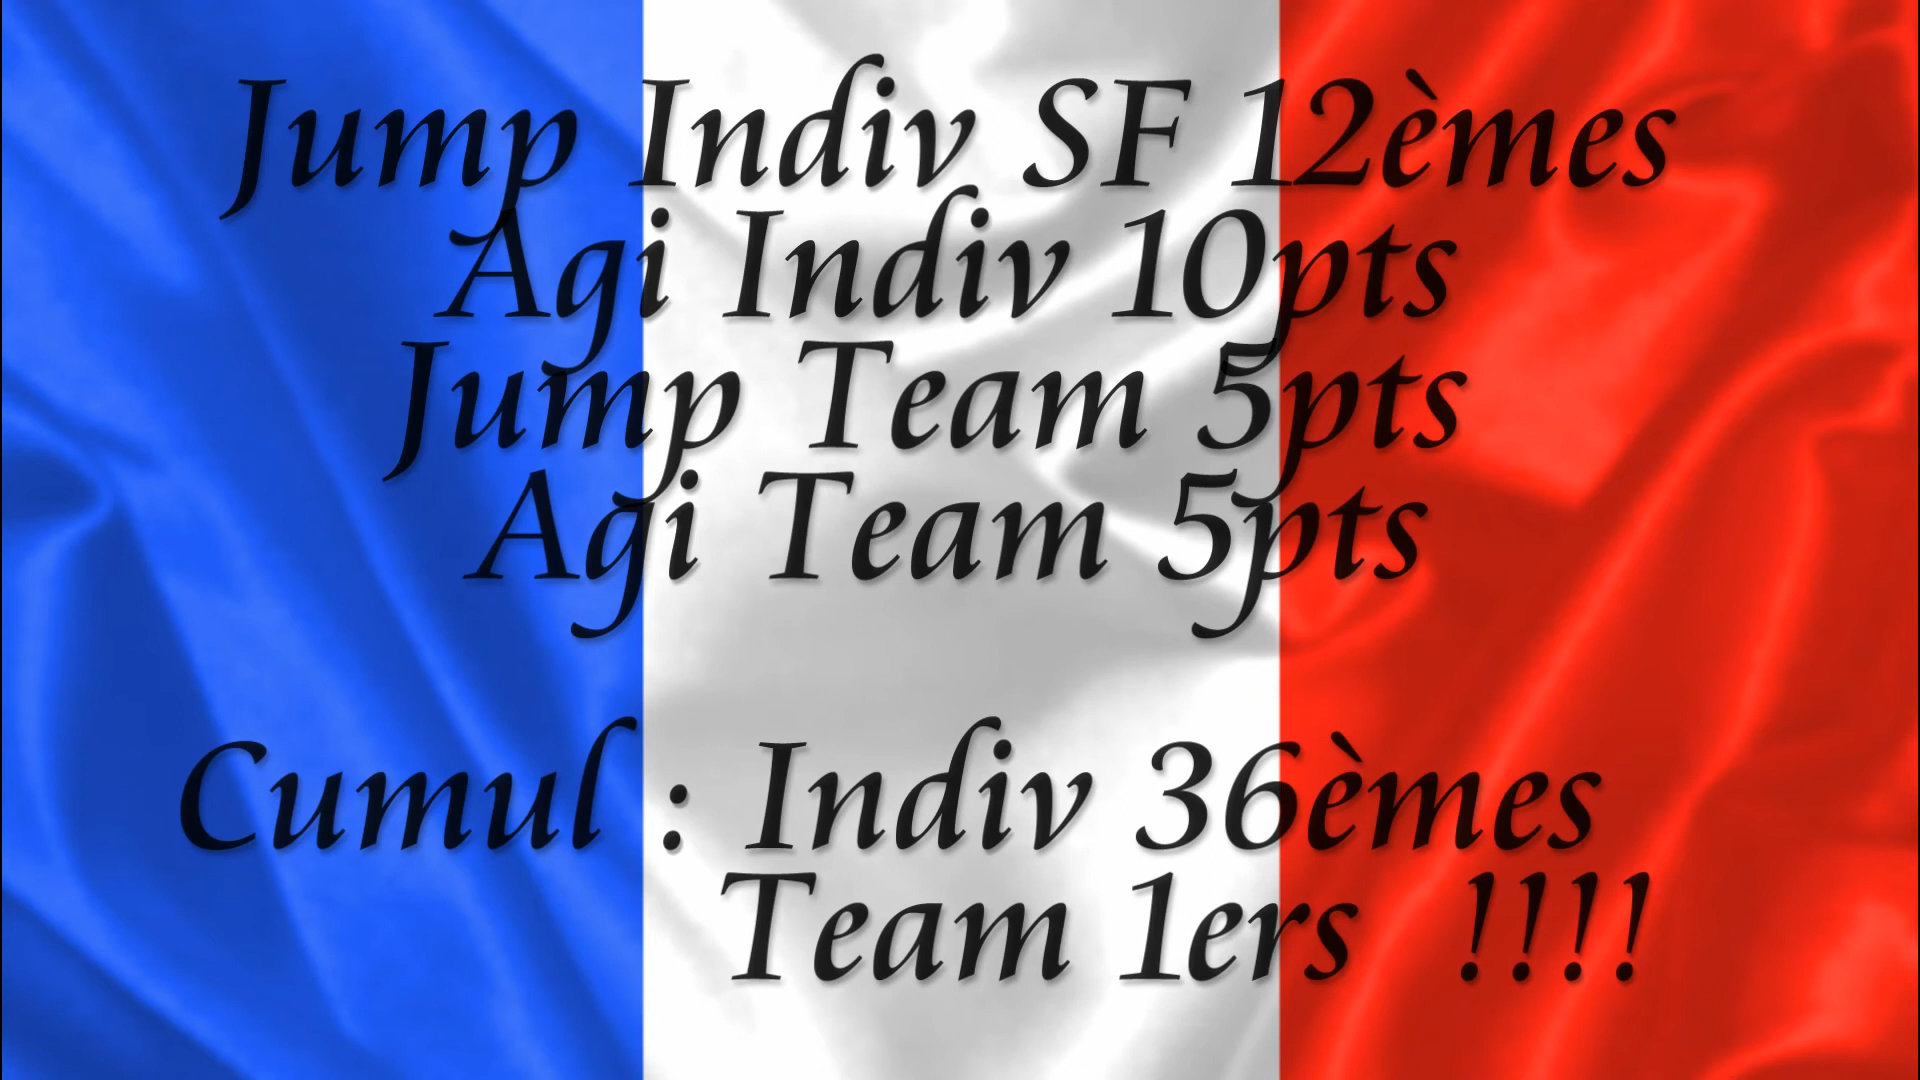 Jump Indiv SF 12èmes
Agi Indiv 10pts
Jump Team 5pts
Agi Team 5pts
Cumul : Indiv 36èmes
Team 1ers !!!!